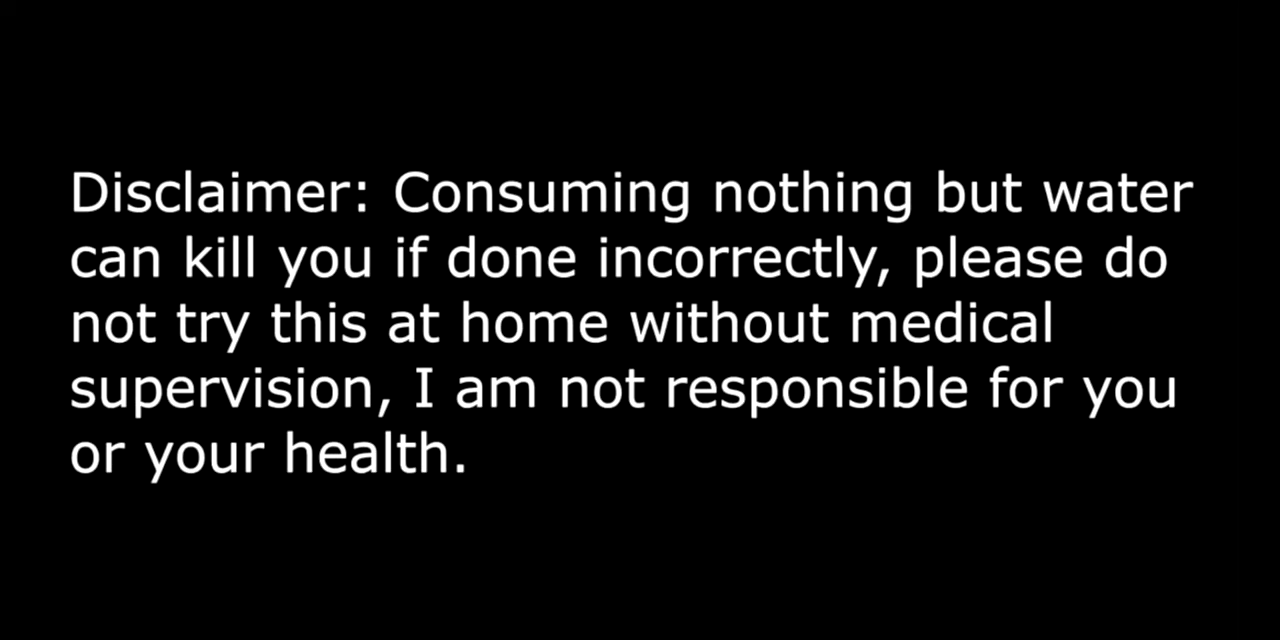 Disclaimer: Consuming nothing but water
can kill you if done incorrectly, please do
not try this at home without medical
supervision, I am not responsible for you
or your health.